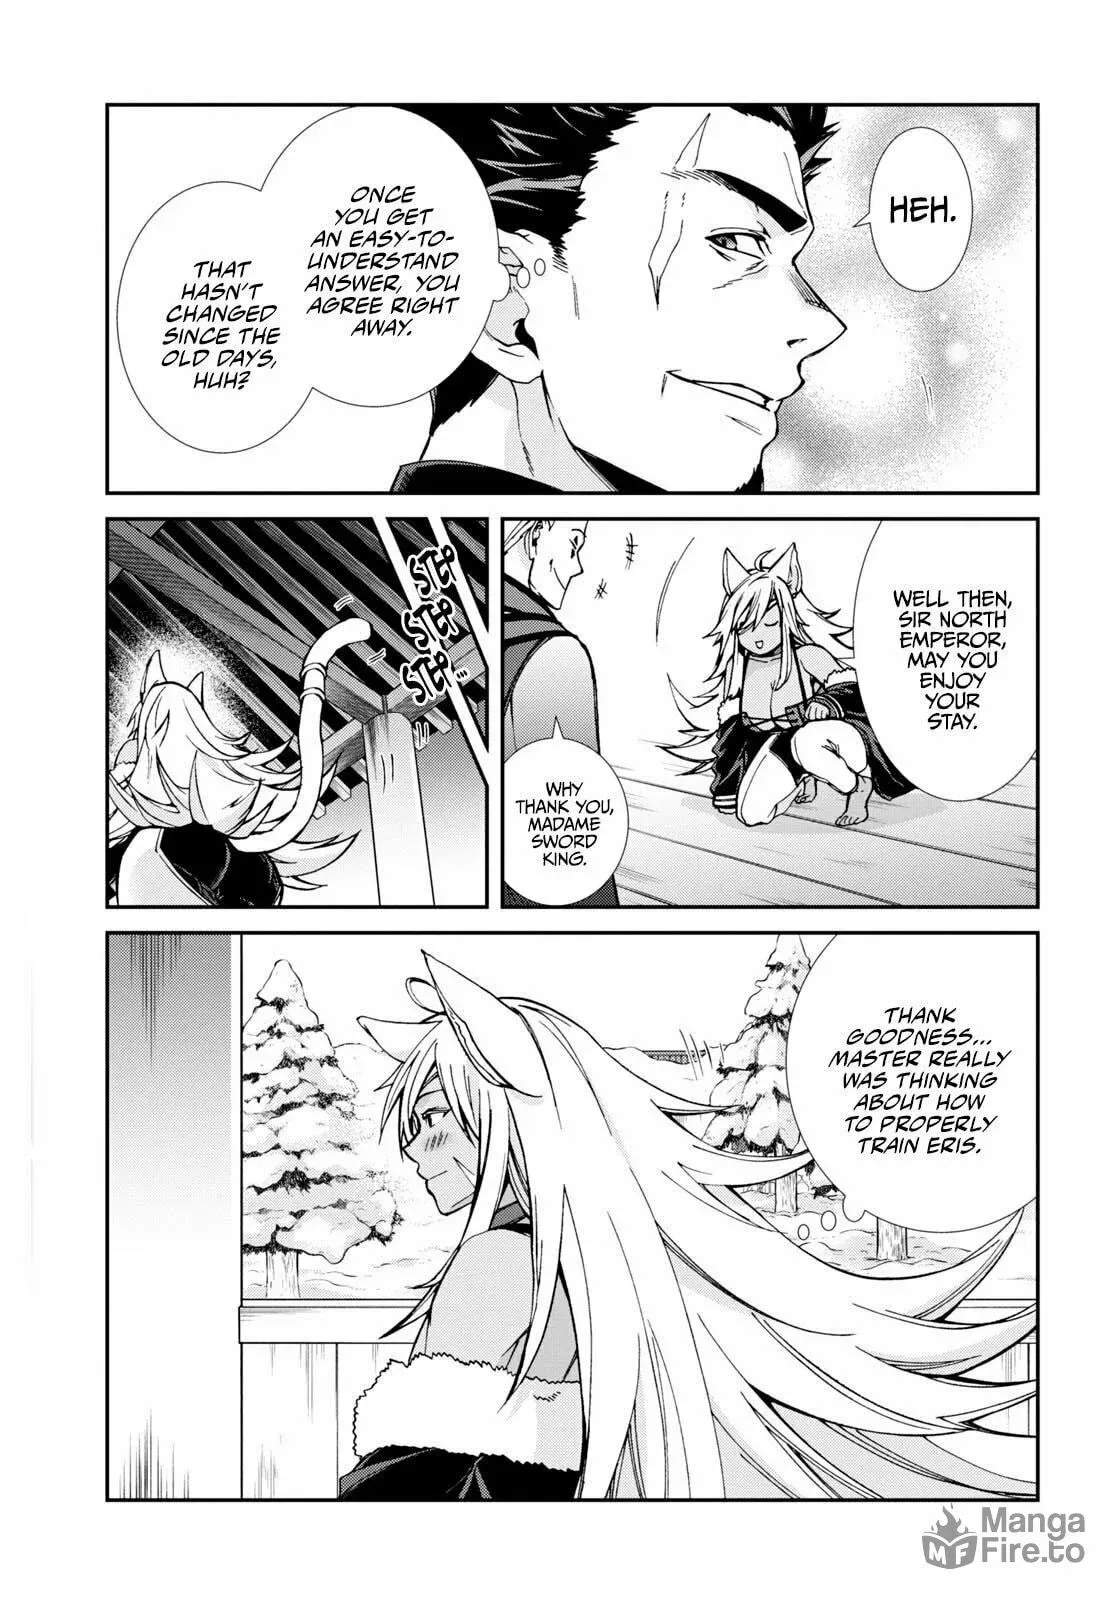 HEH.
ONCE
YOU GET
AN EASY-TO-
UNDERSTAND
ANSWER, YOU
AGREE RIGHT
AWAY.
THAT
HASN'T
CHANGED
SINCE THE
OLD DAYS,
HUH?
WELL THEN,
SIR NORTH
EMPEROR,
MAY YOU
ENJOY
YOUR
STAY.
WHY
THANK YOU,
MADAME
SWORD
KING.
STEP
STEP
STEP...
THANK
GOODNESS...
MASTER REALLY
WAS THINKING
ABOUT HOW
TO PROPERLY
TRAIN ERIS.
MF
Manga
Fire.to